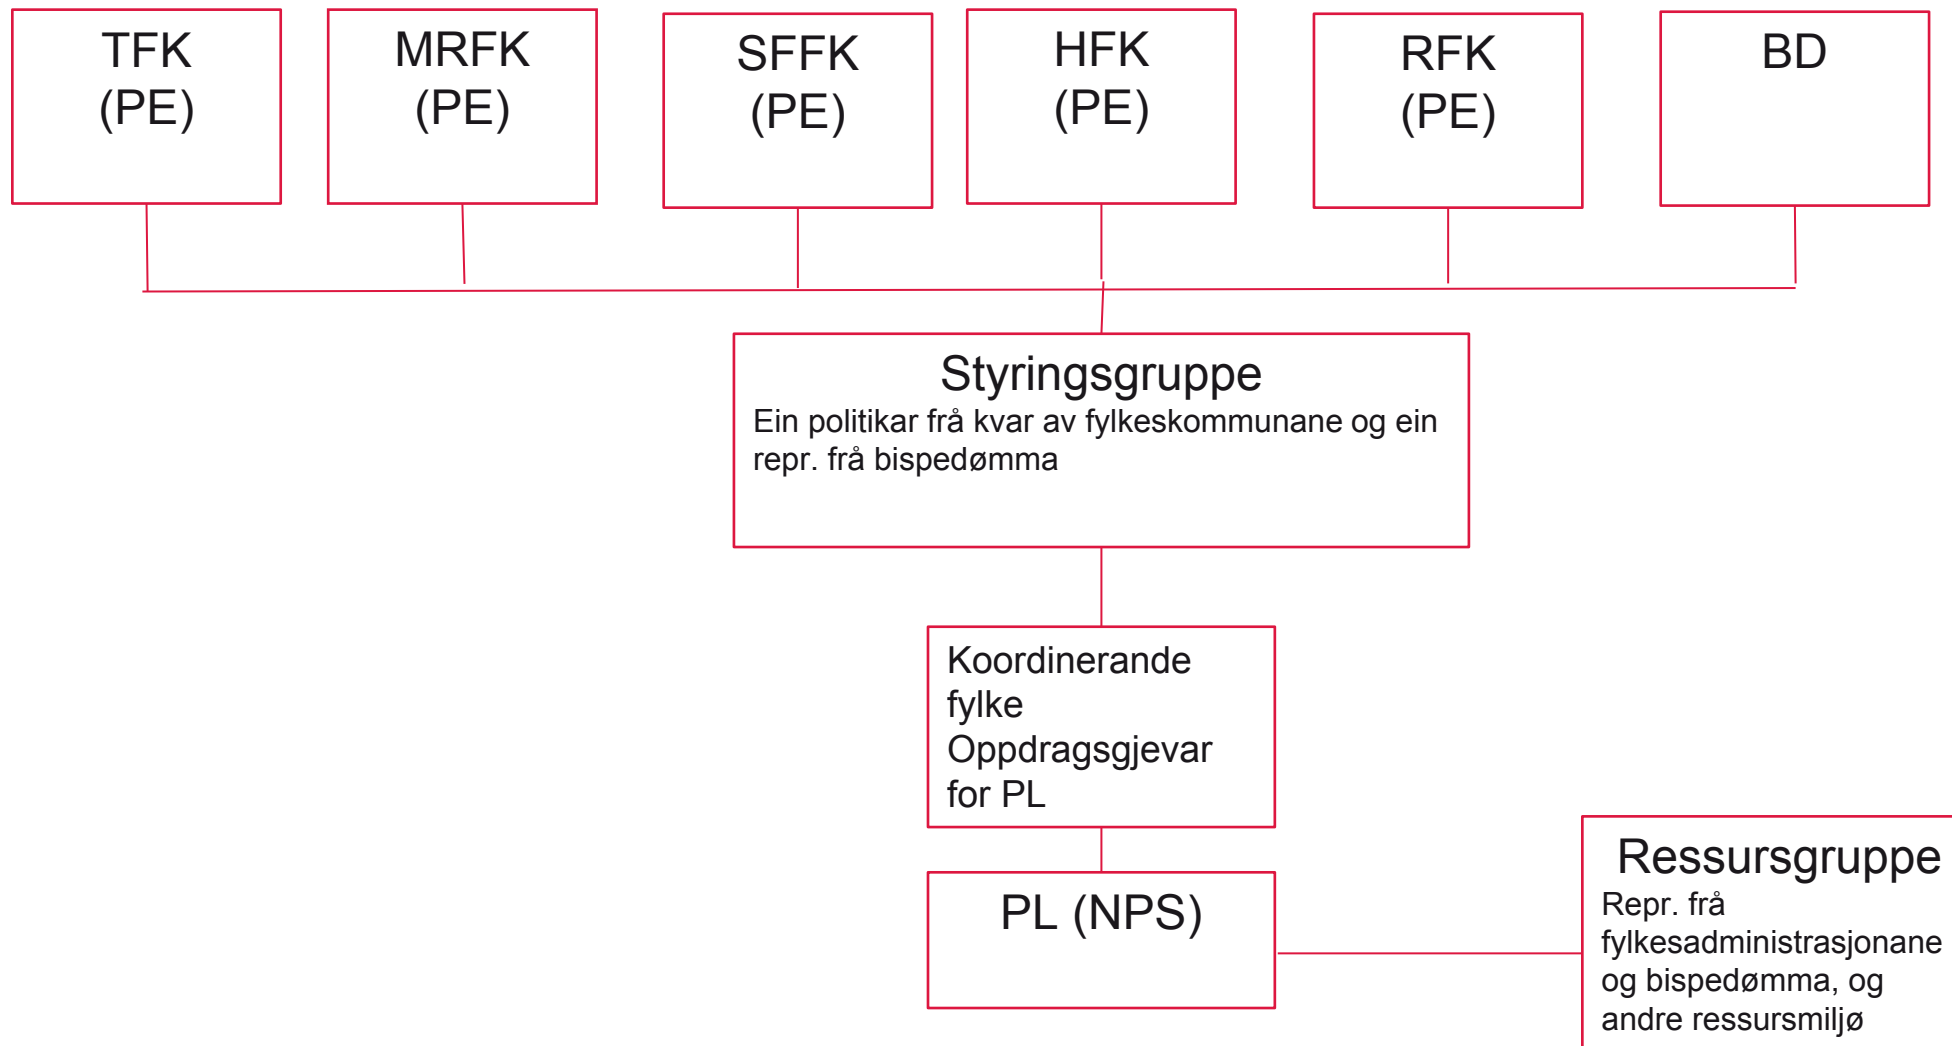 TFK
(PE)
MRFK
(PE)
SFFK
(PE)
HFK
(PE)
RFK
(PE)
BD
Styringsgruppe
Ein politikar frå kvar av fylkeskommunane og ein
repr. frå bispedømma
Koordinerande
fylke
Oppdragsgjevar
for PL
PL (NPS)
Ressursgruppe
Repr. frå
fylkesadministrasjonane
og bispedømma, og
andre ressursmiljø